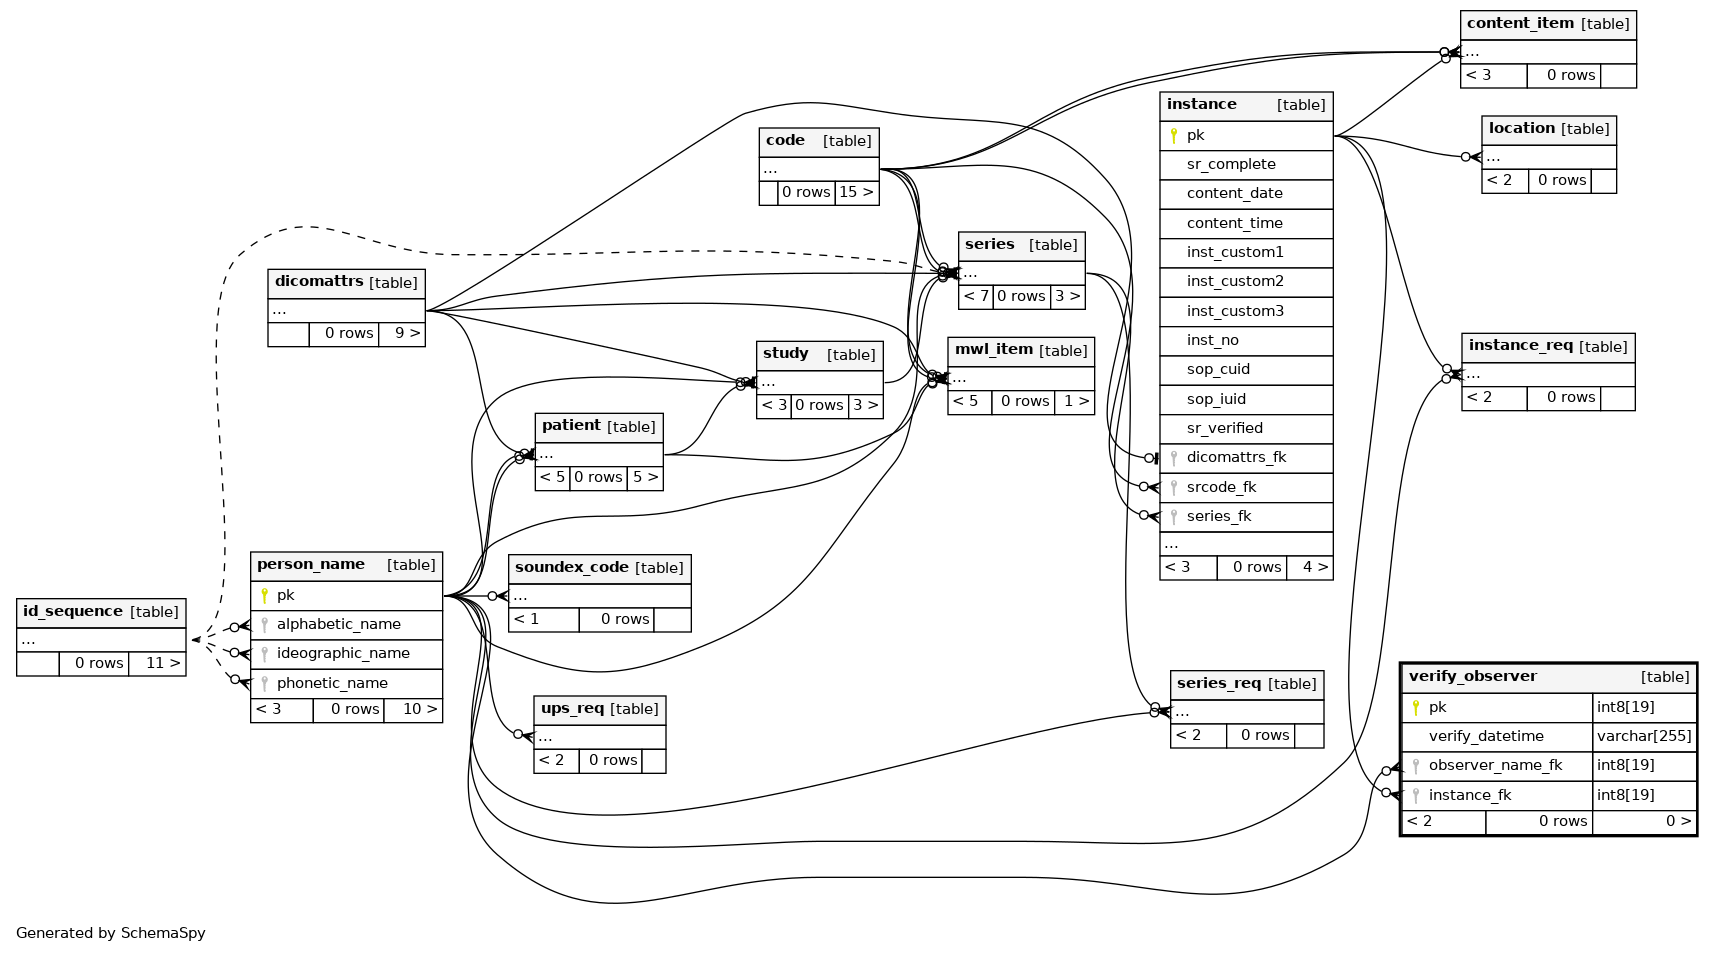 content_item [table]
...
< 3 0 rows
instance [table]
pk
sr_complete
content_date
content_time
inst_custom1
inst_custom2
inst_custom3
inst_no
sop_cuid
sop_iuid
sr_verified
dicomattrs_fk
srcode_fk
series_fk
...
< 3 0 rows 4 >
location [table]
...
< 2 0 rows
code [table]
...
0 rows 15 >
series [table]
...
< 7 0 rows 3 >
dicomattrs [table]
...
0 rows 9 >
study [table]
...
< 3 0 rows 3 >
mwl_item [table]
...
< 5 0 rows 1 >
instance_req [table]
...
< 2 0 rows
patient [table]
...
< 5 0 rows 5 >
person_name [table]
pk
alphabetic_name
ideographic_name
phonetic_name
< 3 0 rows 10 >
soundex_code [table]
...
< 1 0 rows
id_sequence [table]
...
0 rows 11 >
ups_req [table]
...
< 2 0 rows
series_req [table]
...
< 2 0 rows
verify_observer [table]
pk int8[19]
verify_datetime varchar[255]
observer_name_fk int8[19]
instance_fk int8[19]
< 2 0 rows 0 >
Generated by SchemaSpy